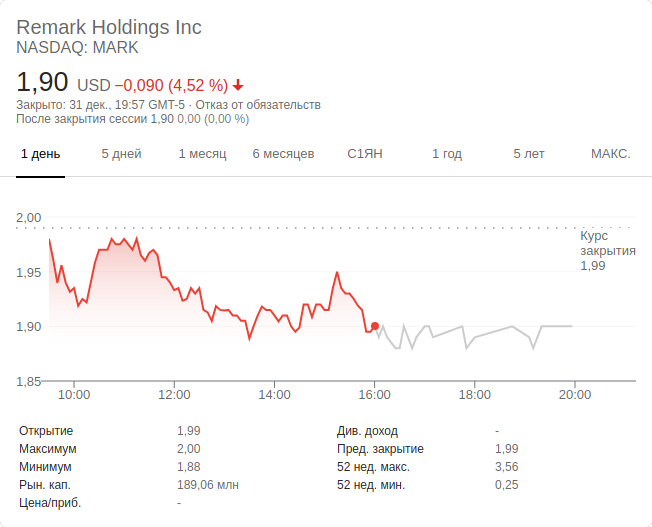 Remark Holdings Inc
NASDAQ: MARK
1,90 USD −0,090 (4,52 %)
Закрыто: 31 дек., 19:57 GMT-5 · Отказ от обязательств
После закрытия сессии 1,90 0,00 (0,00 %)
1 день 5 дней 1 месяц 6 месяцев С1ЯН 1 год 5 лет МАКС.
2,00
Курс
закрытия
1,99
1,95
1,90
1,85
10:00 12:00 14:00 16:00 18:00 20:00
Открытие 1,99 Див. доход -
Максимум 2,00 Пред. закрытие 1,99
Минимум 1,88 52 нед. макс. 3,56
Рын. кап. 189,06 млн 52 нед. мин. 0,25
Цена/приб. -